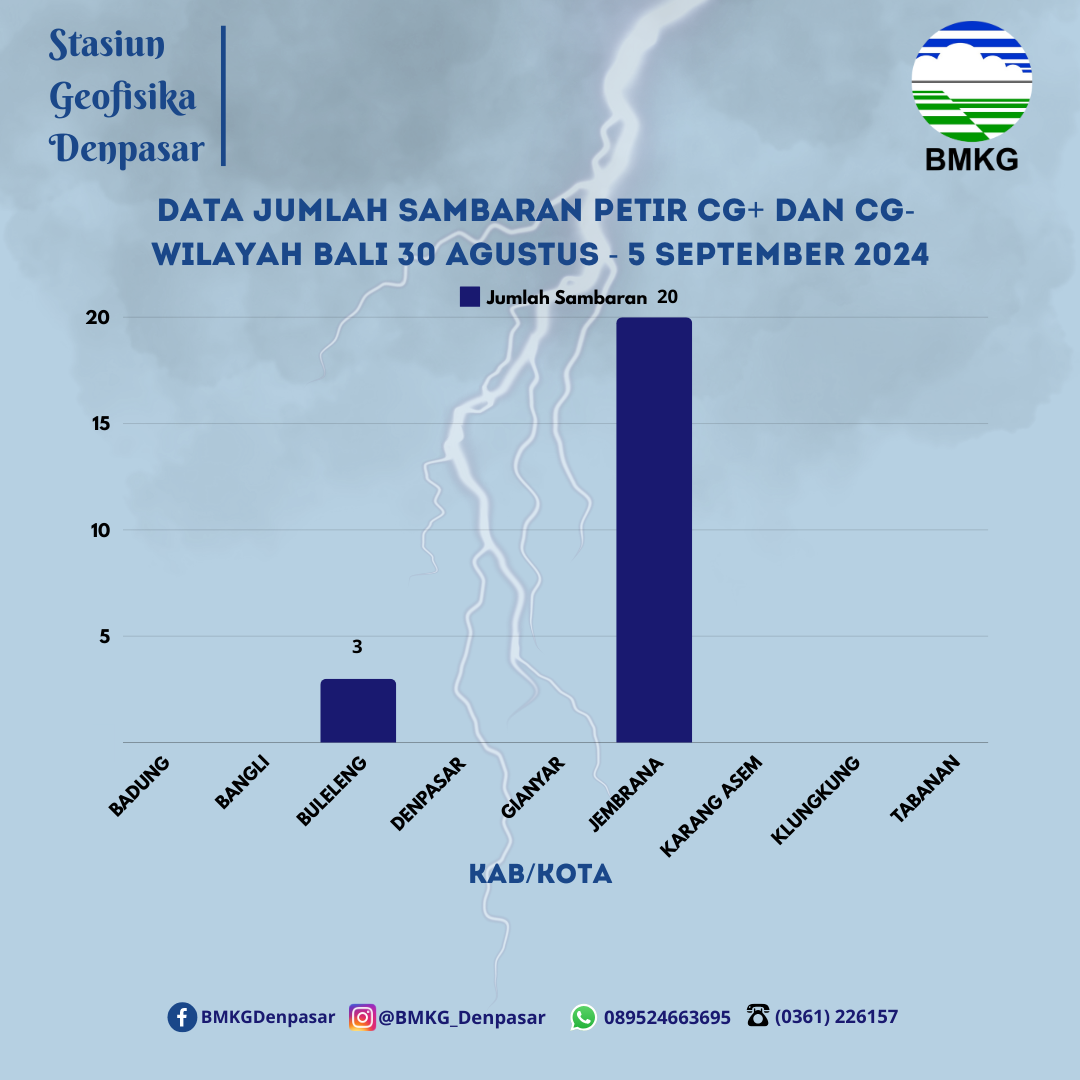 Stasiun
Geofisika
Denpasar
BMKG
DATA JUMLAH SAMBARAN PETIR CG+ DAN CG-
WILAYAH BALI 30 AGUSTUS - 5 SEPTEMBER 2024
Jumlah Sambaran
20
20
15
10
5
3
BADUNG
BANGLI
BULELENG
DENPASAR
GIANYAR
JEMBRANA
KARANG ASEM
KLUNGKUNG
TABANAN
KAB/KOTA
BMKGDenpasar @BMKG_Denpasar 089524663695 (0361) 226157